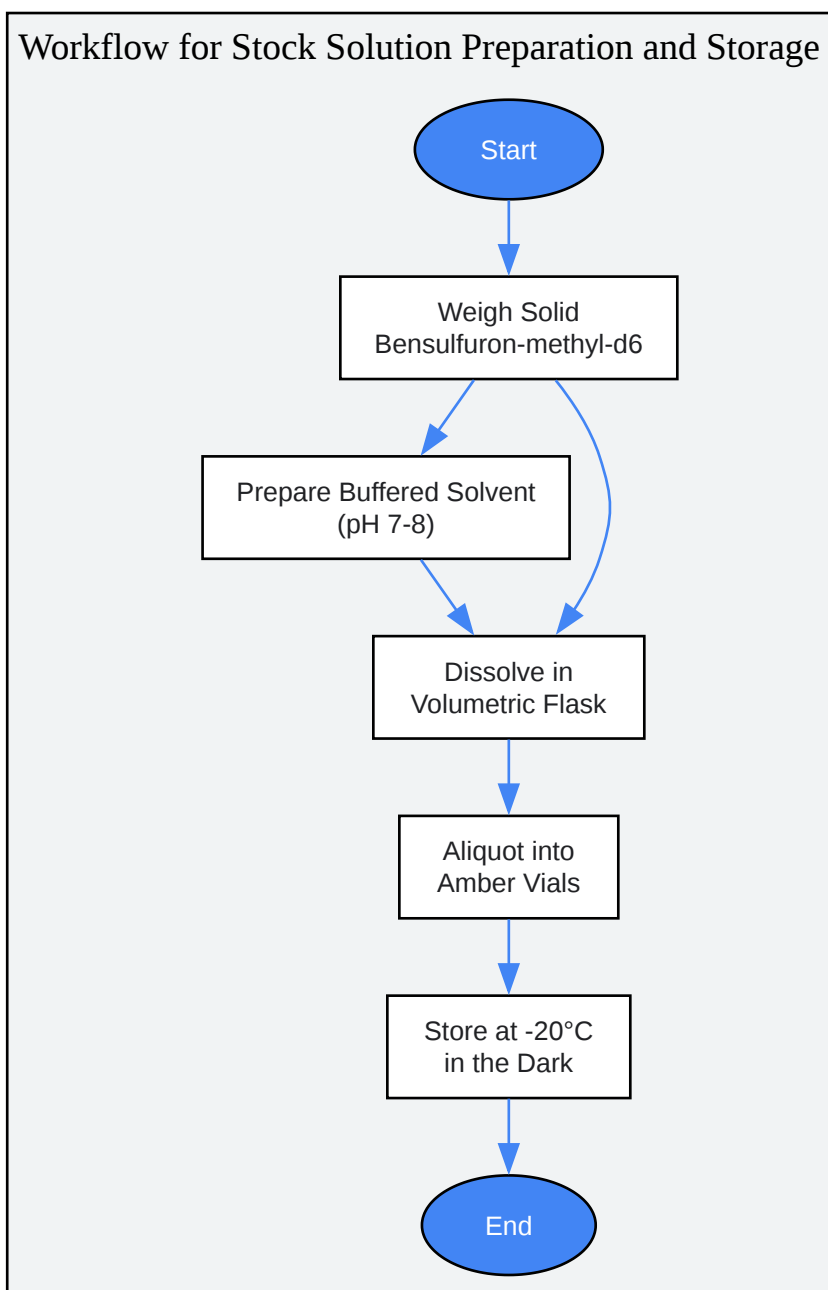 Workflow for Stock Solution Preparation and Storage
Start
Weigh Solid
Bensulfuron-methyl-d6
Prepare Buffered Solvent
(pH 7-8)
Dissolve in
Volumetric Flask
Aliquot into
Amber Vials
Store at -20°C
in the Dark
End